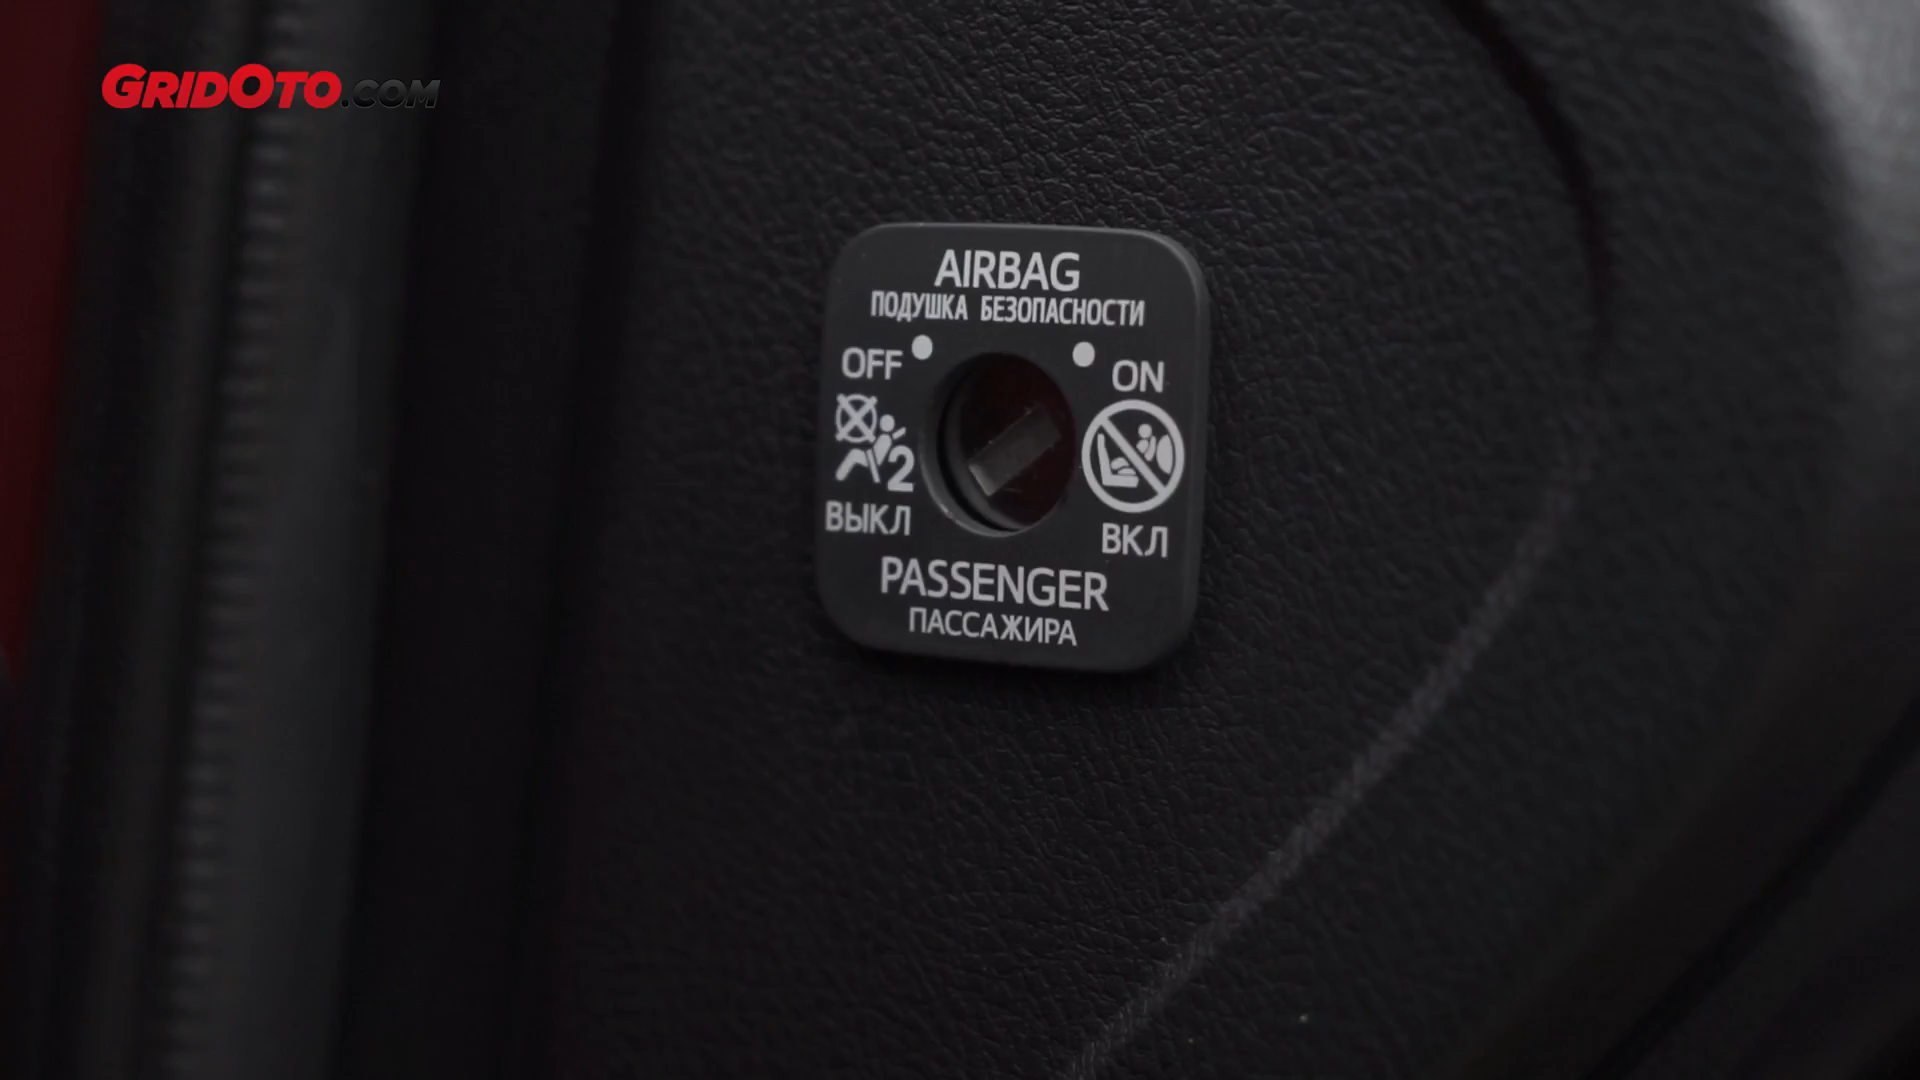 GRIDOTO.COM
AIRBAG
ПОДУШКА БЕЗОПАСНОСТИ
OFF ON
2
ВЫКЛ ВКЛ
PASSENGER
ПАССАЖИРА